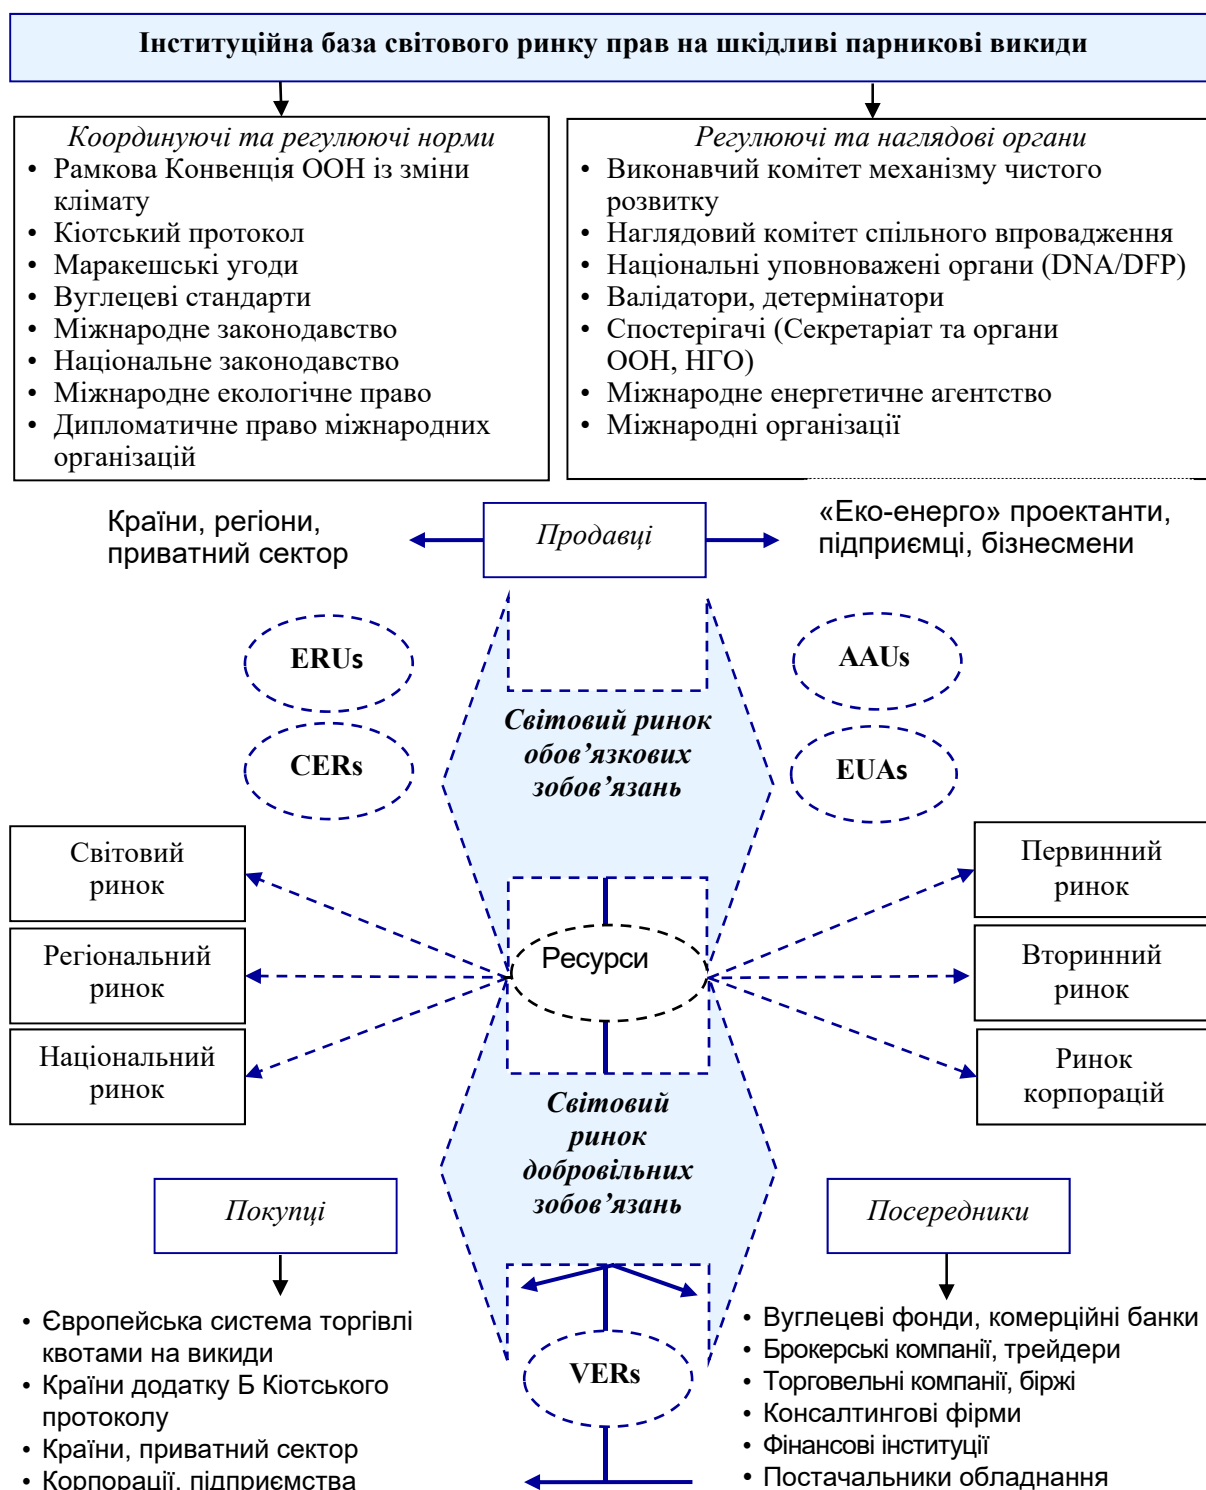 Інституційна база світового ринку прав на шкідливі парникові викиди
Координуючі та регулюючі норми
• Рамкова Конвенція ООН із зміни
клімату
• Кіотський протокол
• Маракешські угоди
• Вуглецеві стандарти
• Міжнародне законодавство
• Національне законодавство
• Міжнародне екологічне право
• Дипломатичне право міжнародних
організацій
Регулюючі та наглядові органи
• Виконавчий комітет механізму чистого
розвитку
• Наглядовий комітет спільного впровадження
• Національні уповноважені органи (DNA/DFP)
• Валідатори, детермінатори
• Спостерігачі (Секретаріат та органи
ООН, НГО)
• Міжнародне енергетичне агентство
• Міжнародні організації
Країни, регіони,
приватний сектор
Продавці
«Еко-енерго» проектанти,
підприємці, бізнесмени
ERUs
AAUs
CERs
EUAs
Світовий ринок
обов’язкових
зобов’язань
Світовий
ринок
Регіональний
ринок
Національний
ринок
Ресурси
Первинний
ринок
Вторинний
ринок
Ринок
корпорацій
Світовий
ринок
добровільних
зобов’язань
Покупці
• Європейська система торгівлі
квотами на викиди
• Країни додатку Б Кіотського
протоколу
• Країни, приватний сектор
• Корпорації, підприємства
VERs
Посередники
• Вуглецеві фонди, комерційні банки
• Брокерські компанії, трейдери
• Торговельні компанії, біржі
• Консалтингові фірми
• Фінансові інституції
• Постачальники обладнання